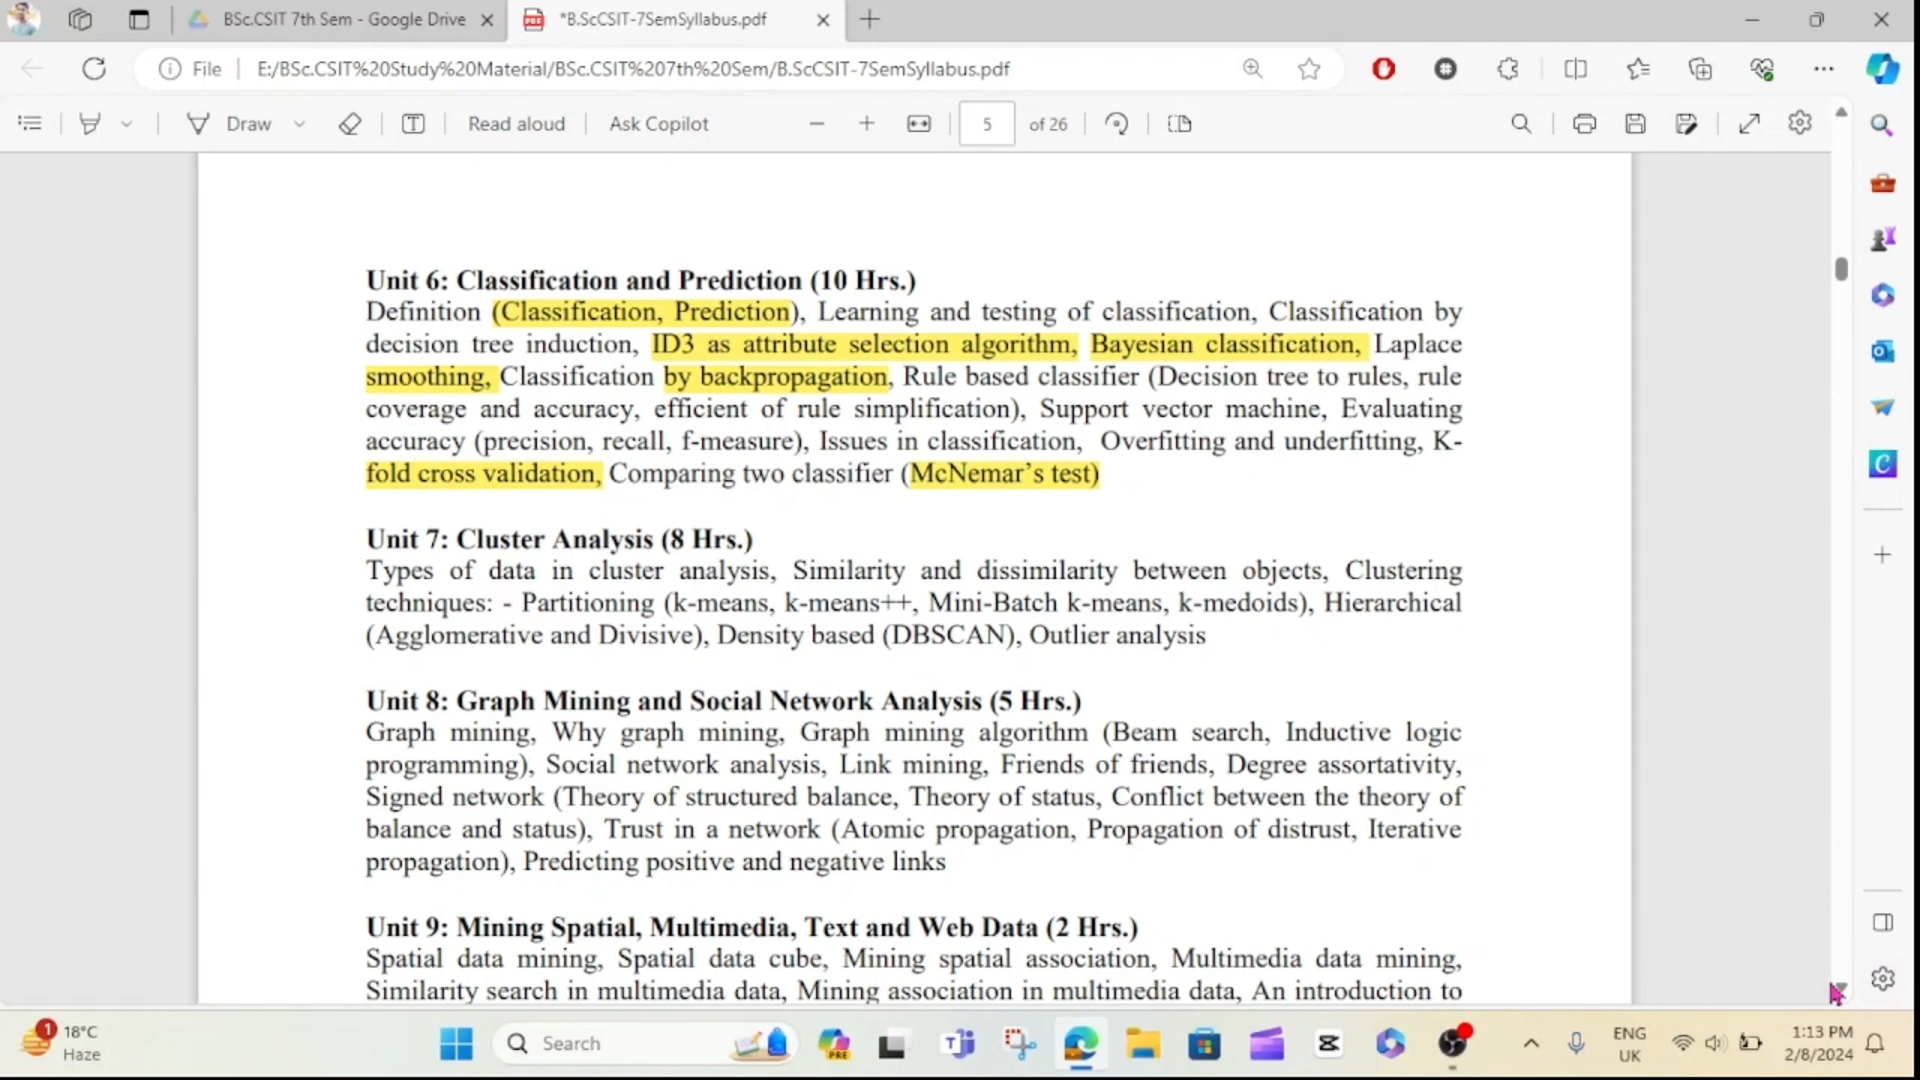 BSc.CSIT 7th Sem - Google Drive
*B.ScCSIT-7SemSyllabus.pdf
File
E:/BSc.CSIT%20Study%20Material/BSc.CSIT%207th%20Sem/B.ScCSIT-7SemSyllabus.pdf
Draw
Read aloud
Ask Copilot
5 of 26
Unit 6: Classification and Prediction (10 Hrs.)
Definition (Classification, Prediction), Learning and testing of classification, Classification by
decision tree induction, ID3 as attribute selection algorithm, Bayesian classification, Laplace
smoothing, Classification by backpropagation, Rule based classifier (Decision tree to rules, rule
coverage and accuracy, efficient of rule simplification), Support vector machine, Evaluating
accuracy (precision, recall, f-measure), Issues in classification, Overfitting and underfitting, K-
fold cross validation, Comparing two classifier (McNemar’s test)
Unit 7: Cluster Analysis (8 Hrs.)
Types of data in cluster analysis, Similarity and dissimilarity between objects, Clustering
techniques: - Partitioning (k-means, k-means++, Mini-Batch k-means, k-medoids), Hierarchical
(Agglomerative and Divisive), Density based (DBSCAN), Outlier analysis
Unit 8: Graph Mining and Social Network Analysis (5 Hrs.)
Graph mining, Why graph mining, Graph mining algorithm (Beam search, Inductive logic
programming), Social network analysis, Link mining, Friends of friends, Degree assortativity,
Signed network (Theory of structured balance, Theory of status, Conflict between the theory of
balance and status), Trust in a network (Atomic propagation, Propagation of distrust, Iterative
propagation), Predicting positive and negative links
Unit 9: Mining Spatial, Multimedia, Text and Web Data (2 Hrs.)
Spatial data mining, Spatial data cube, Mining spatial association, Multimedia data mining,
Similarity search in multimedia data, Mining association in multimedia data, An introduction to
1
18°C
Haze
Search
PRE
ENG
UK
1:13 PM
2/8/2024